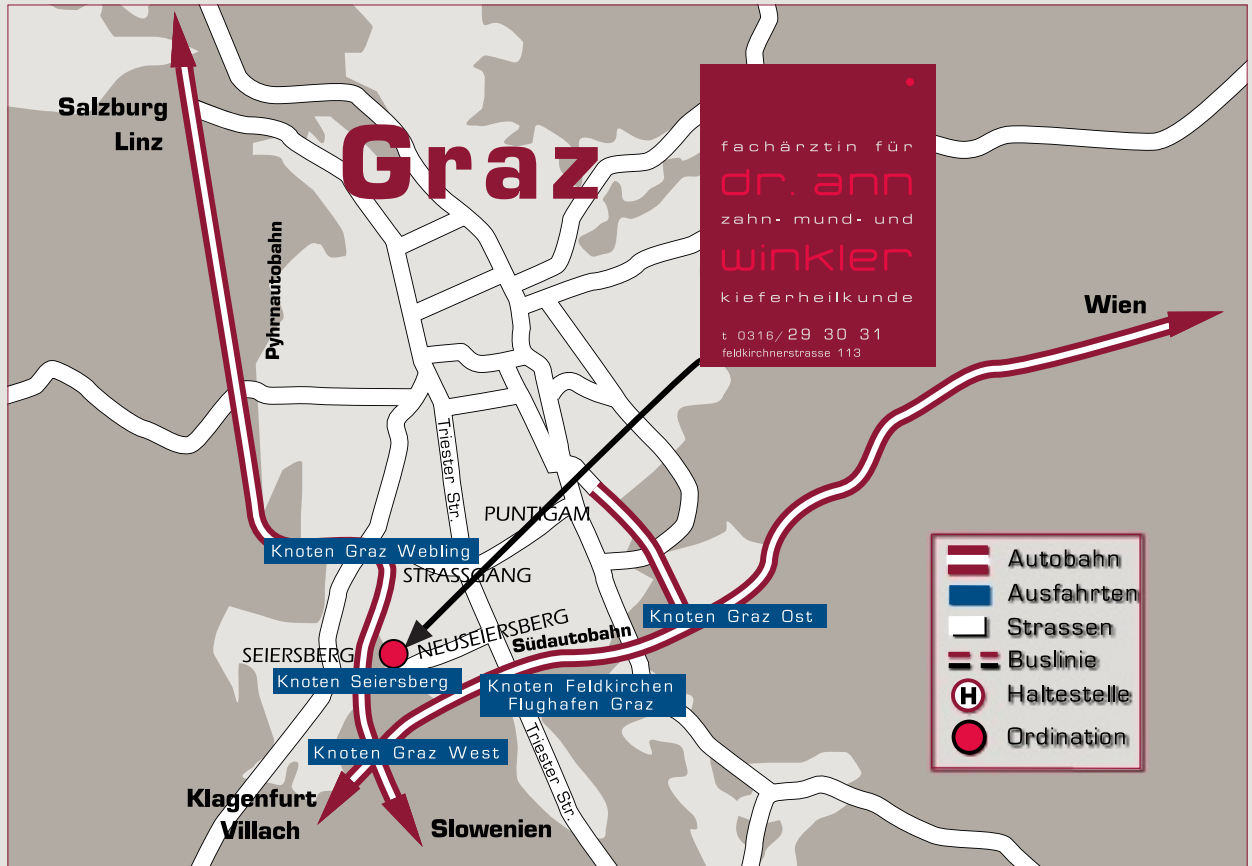 Salzburg
Linz
Graz
Pyhrnautobahn
fachärztin für
dr. ann
zahn- mund- und
winkler
kieferheilkunde
t 0316/ 29 30 31
feldkirchnerstrasse 113
Wien
Triester Str.
PUNTIGAM
Knoten Graz Webling
STRASSGANG
Knoten Graz Ost
NEUSEIERSBERG
Südautobahn
SEIERSBERG
Knoten Seiersberg
Knoten Feldkirchen
Flughafen Graz
Knoten Graz West
Triester Str.
Klagenfurt
Villach
Slowenien
Autobahn
Ausfahrten
Strassen
Buslinie
H Haltestelle
Ordination